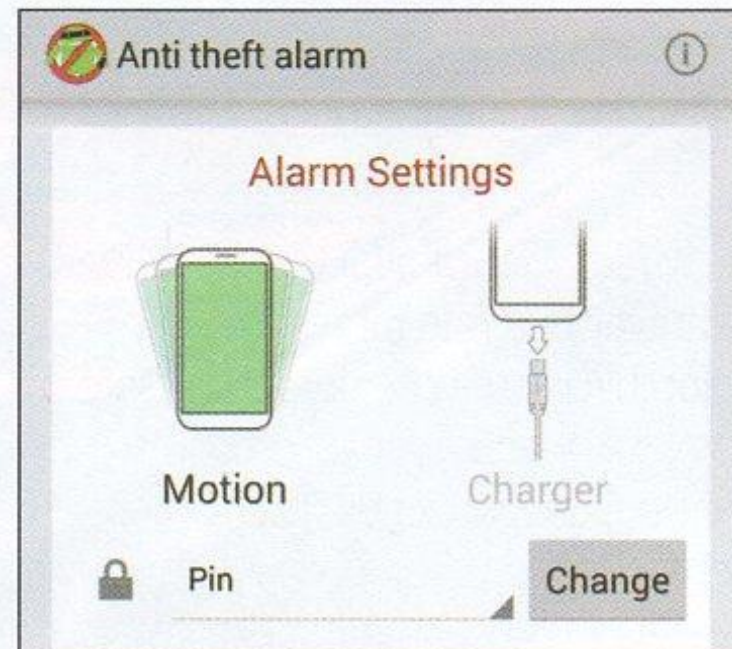 Anti theft alarm
Alarm Settings
Motion
Charger
Pin
Change